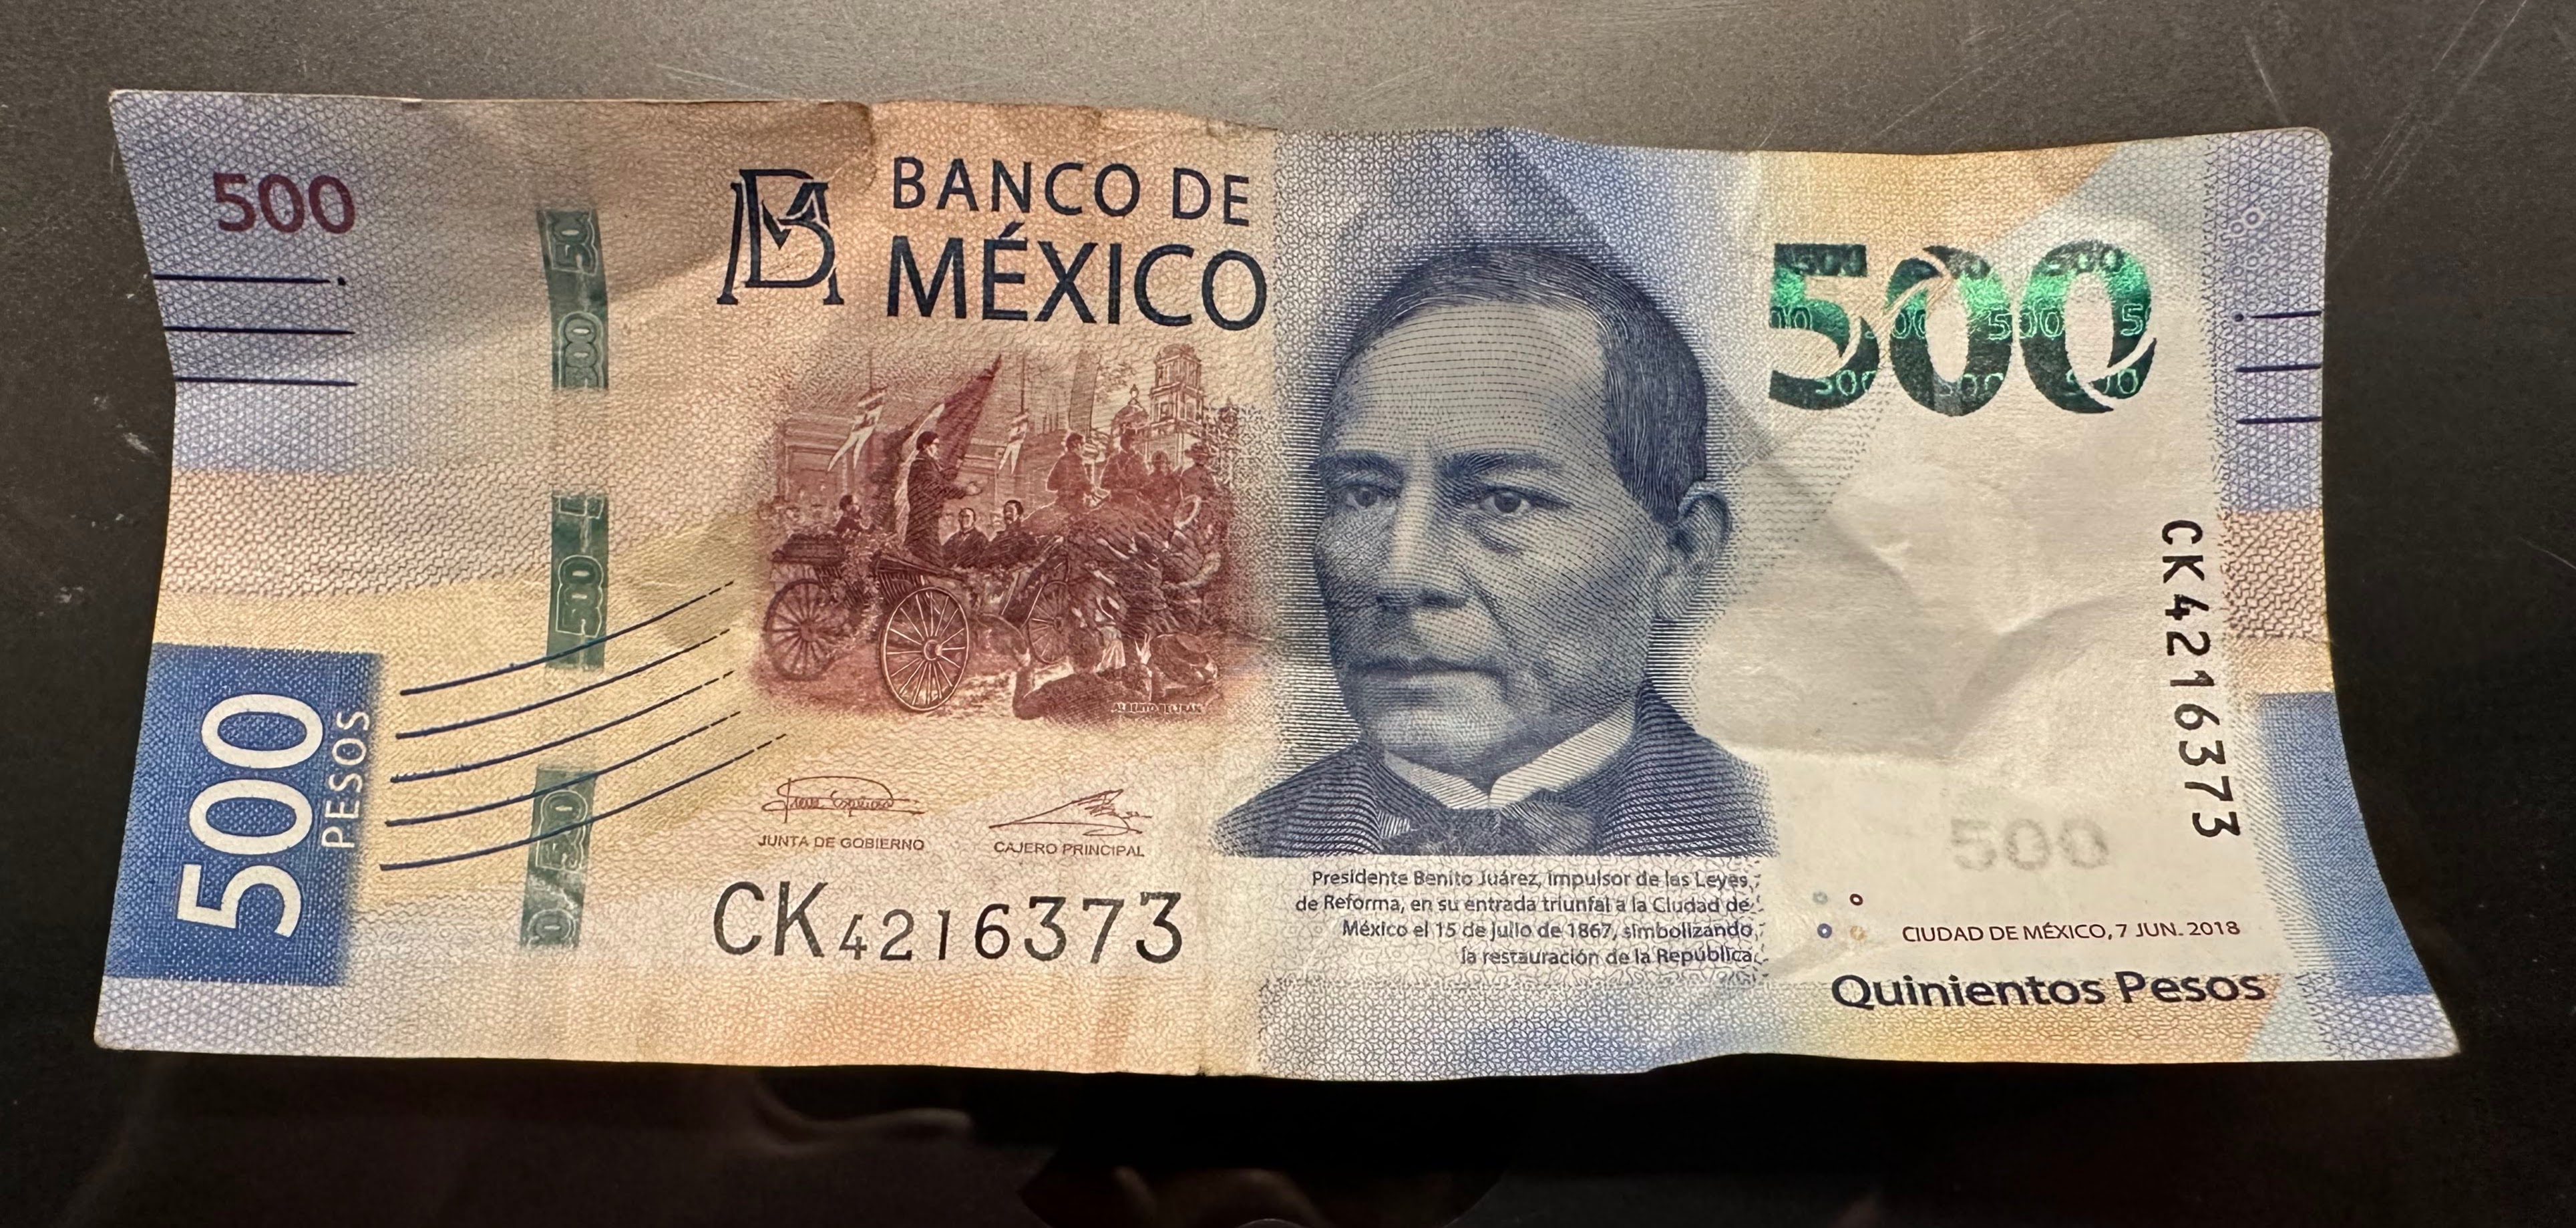 500
BANCO DE
MÉXICO
500
500
PESOS
ALBERTO BELTRÁN
JUNTA DE GOBIERNO
CAJERO PRINCIPAL
CK4216373
Presidente Benito Juárez, impulsor de las Leyes
de Reforma, en su entrada triunfal a la Ciudad de
México el 15 de julio de 1867, simbolizando
la restauración de la República.
CK4216373
500
CIUDAD DE MÉXICO, 7 JUN. 2018
Quinientos Pesos